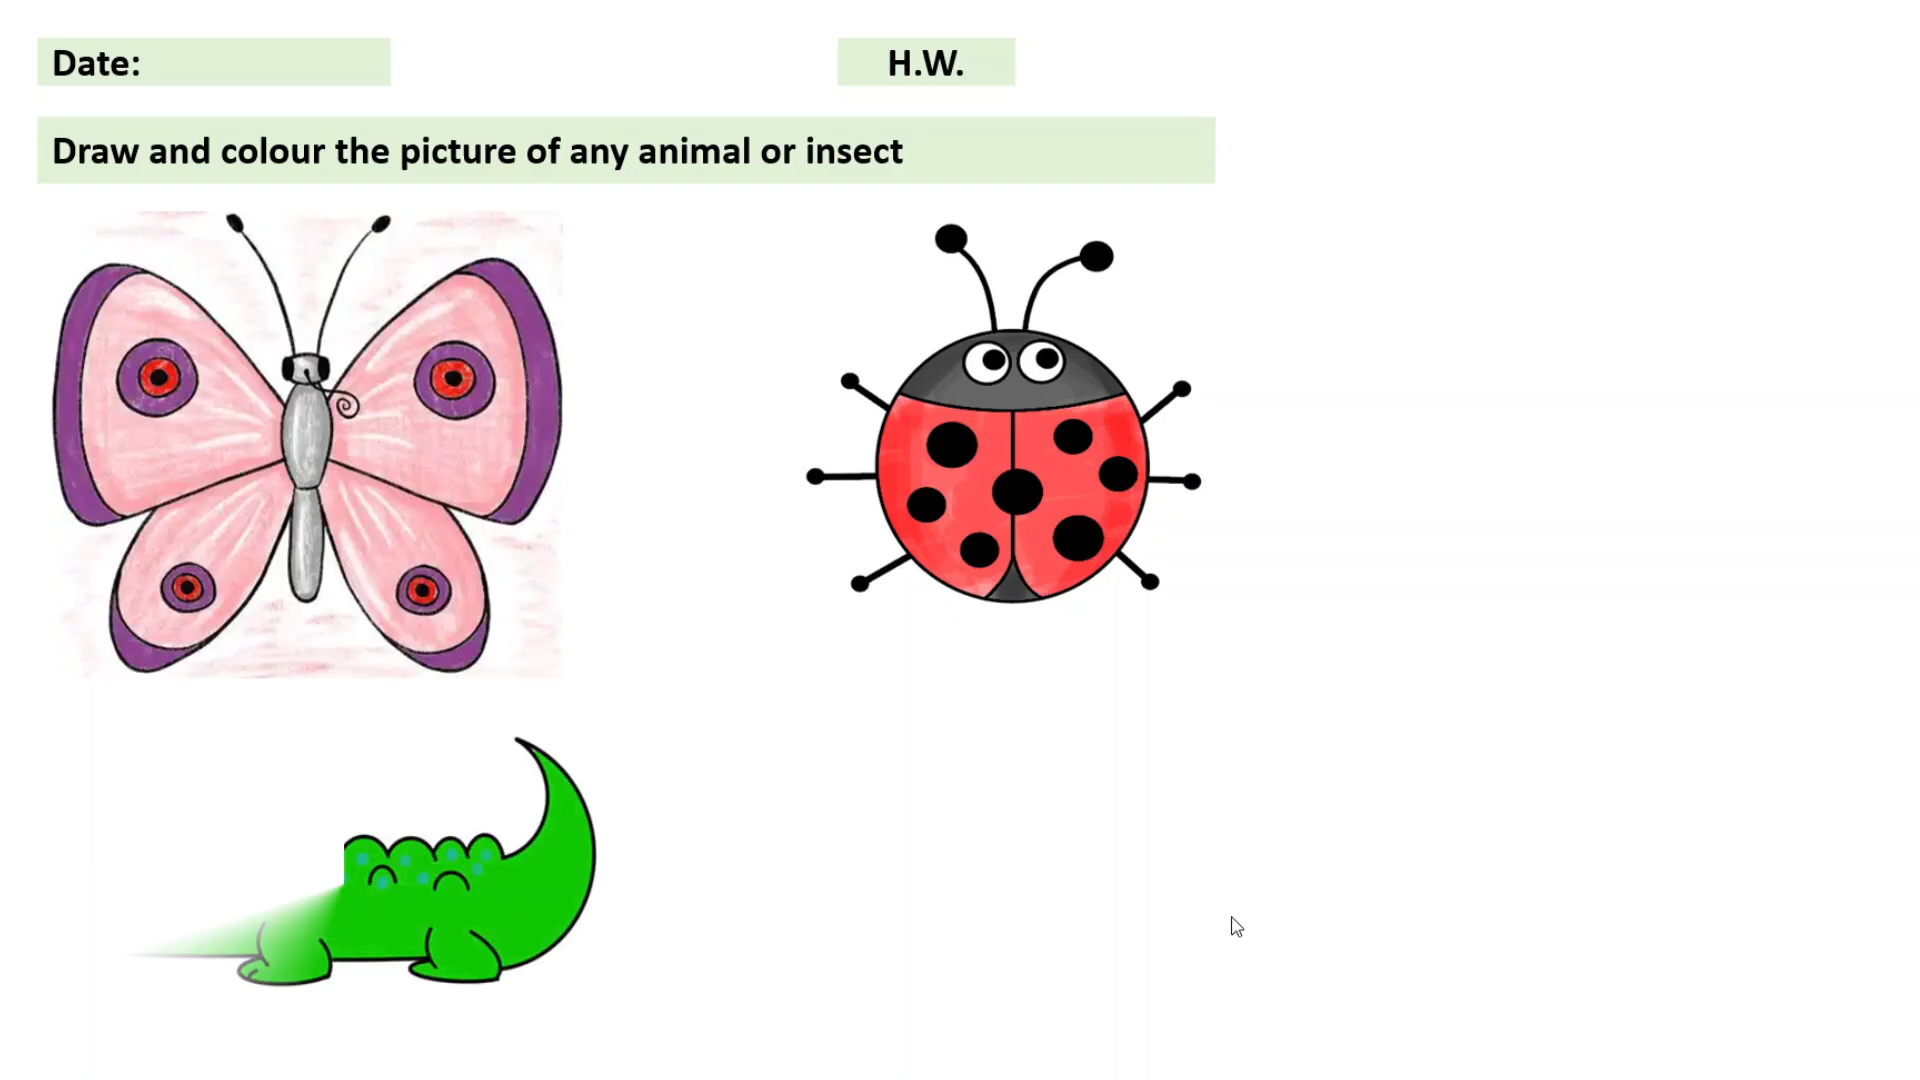 Date:
H.W.
Draw and colour the picture of any animal or insect